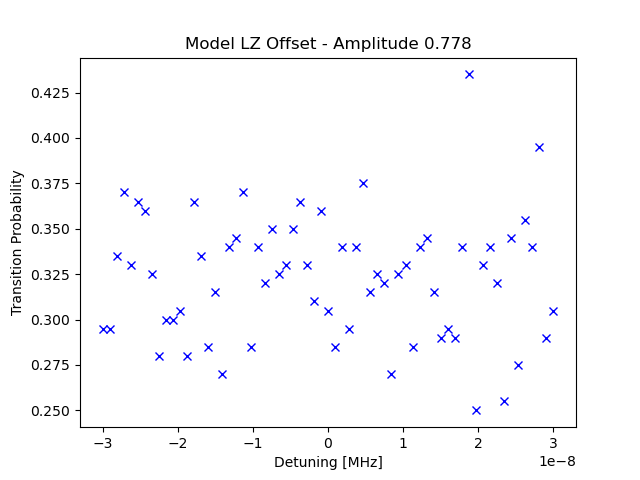 Model LZ Offset - Amplitude 0.778
Transition Probability
0.425
0.400
0.375
0.350
0.325
0.300
0.275
0.250
−3 −2 −1 0 1 2 3
1e−8
Detuning [MHz]